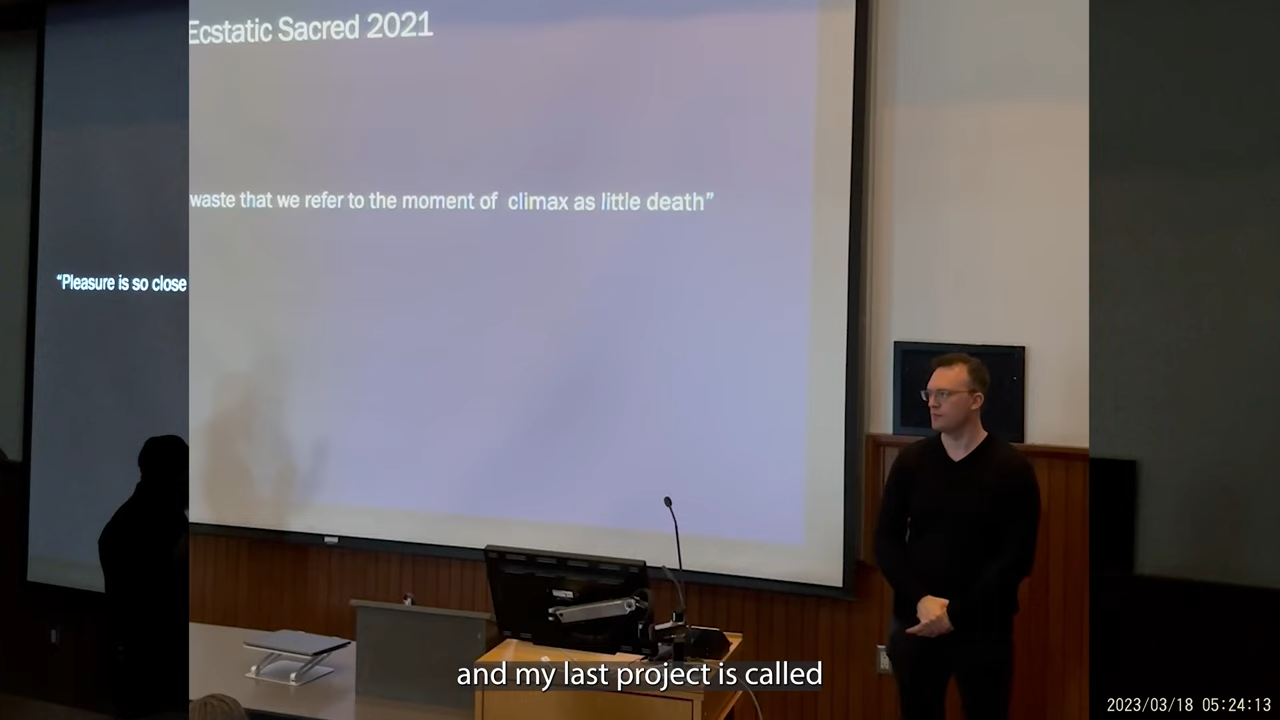 Ecstatic Sacred 2021
waste that we refer to the moment of climax as little death”
“Pleasure is so close
and my last project is called
2023/03/18 05:24:13